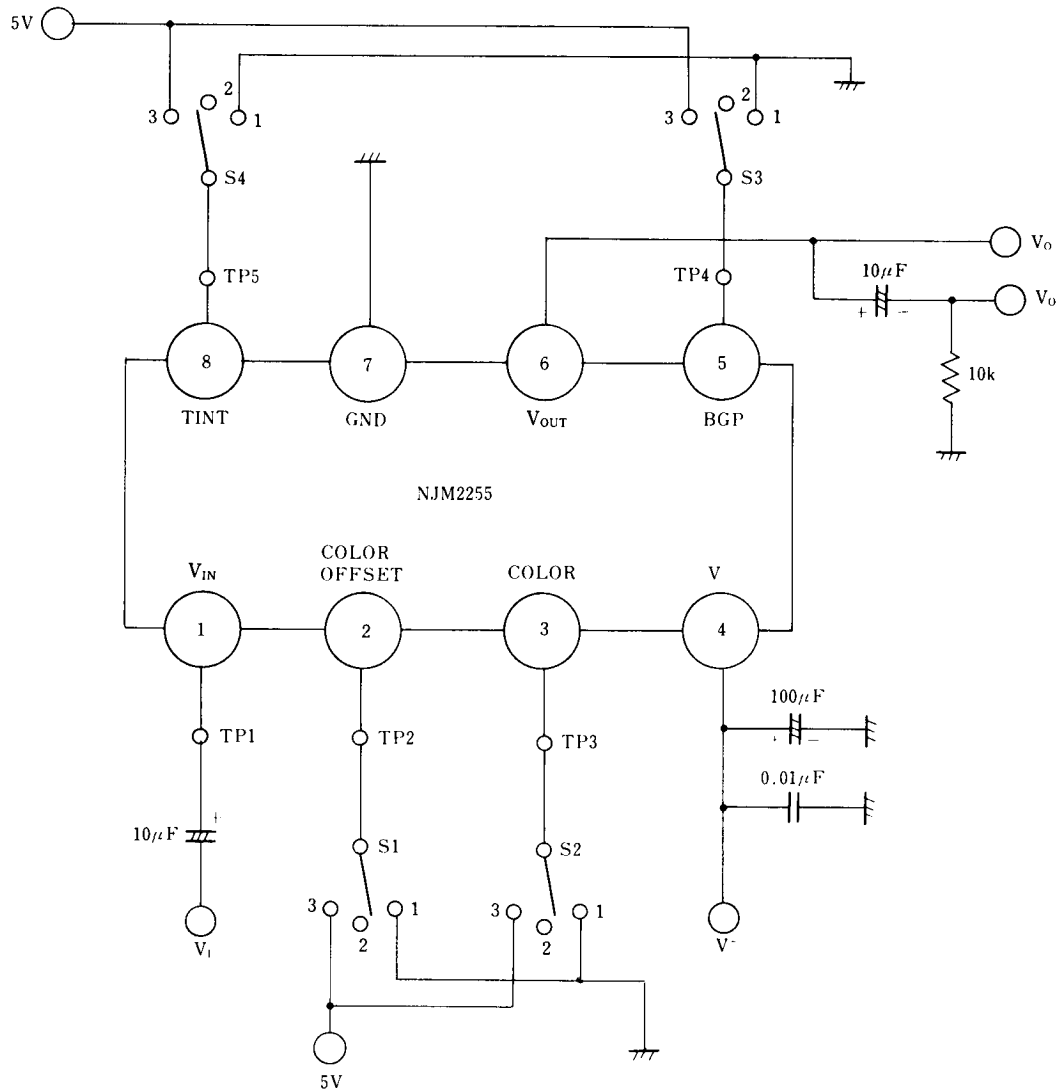 5V
3 2 1
3 2 1
S4
S3
TP5
TP4
10μF
+ −
Vo
Vo
10k
8 7 6 5
TINT GND VOUT BGP
NJM2255
VIN COLOR OFFSET COLOR V
1 2 3 4
TP1 TP2 TP3
100μF
+ −
0.01μF
10μF +
S1 S2
3 2 1
3 2 1
5V